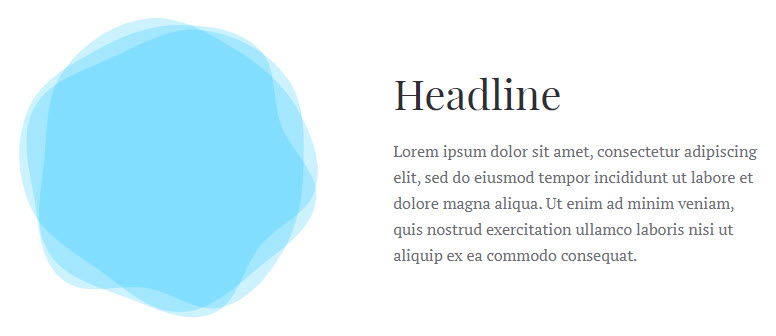 Headline
Lorem ipsum dolor sit amet, consectetur adipiscing
elit, sed do eiusmod tempor incididunt ut labore et
dolore magna aliqua. Ut enim ad minim veniam,
quis nostrud exercitation ullamco laboris nisi ut
aliquip ex ea commodo consequat.